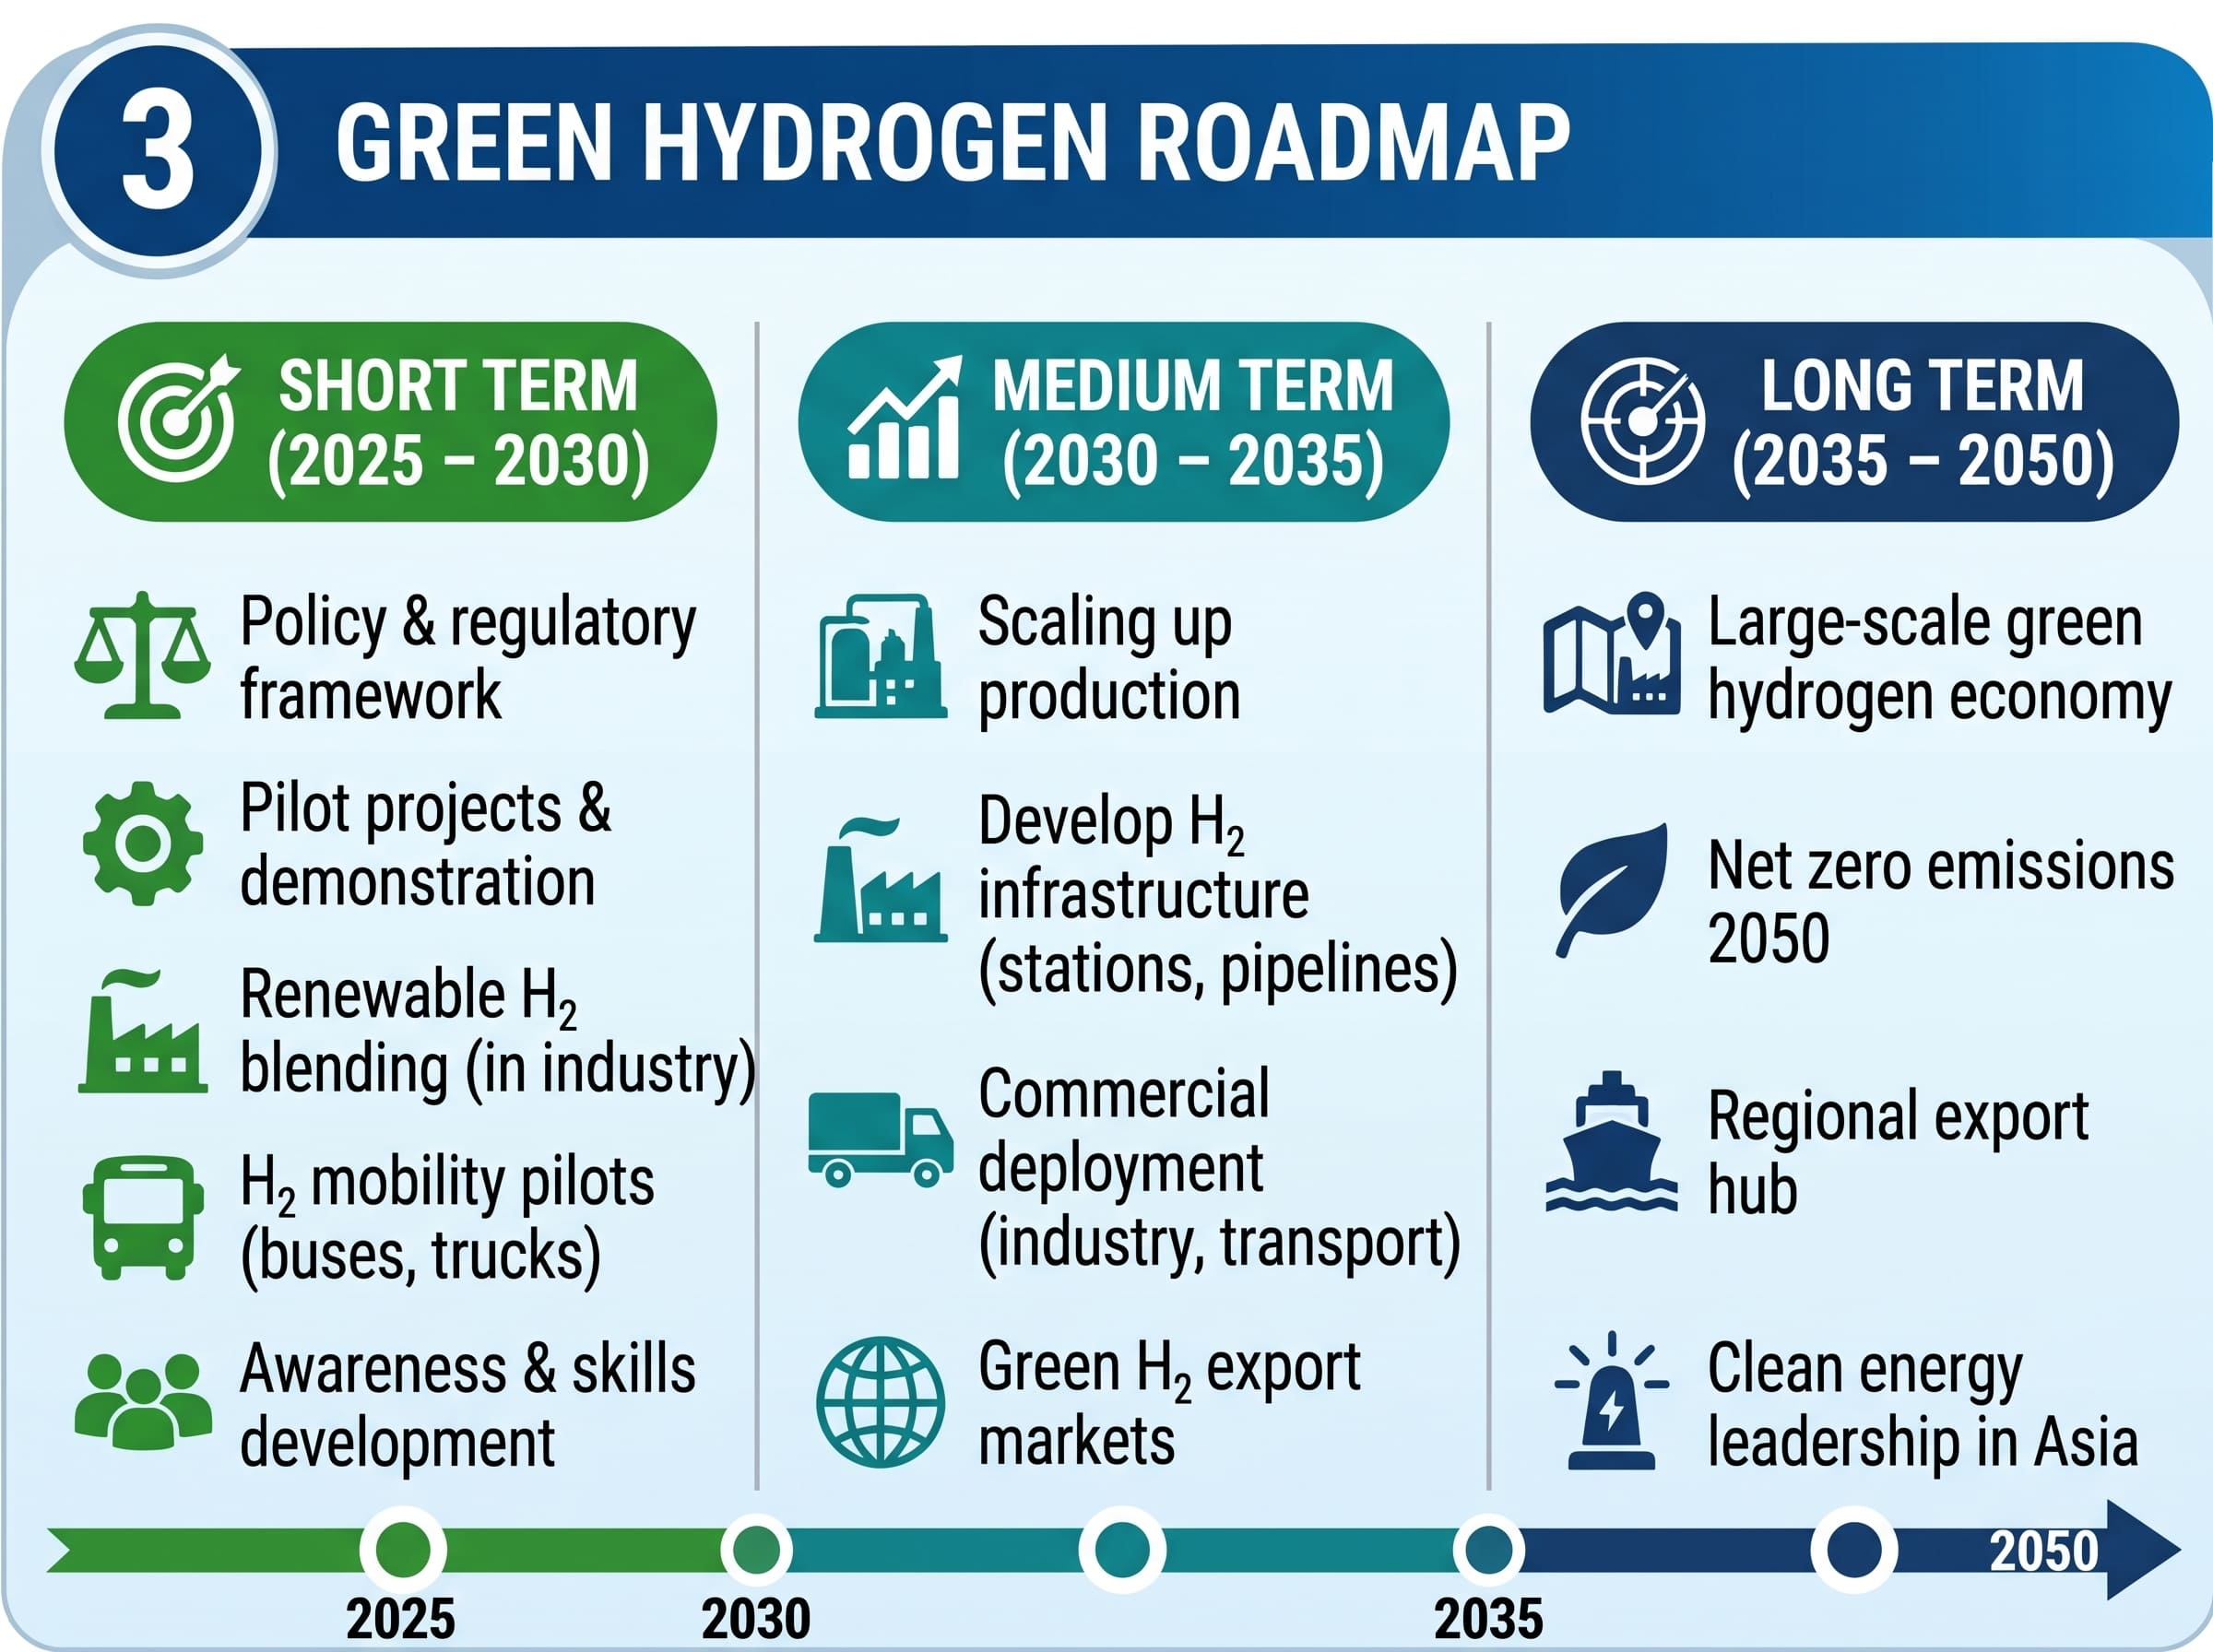 3
GREEN HYDROGEN ROADMAP
SHORT TERM
(2025 – 2030)
Policy & regulatory
framework
Pilot projects &
demonstration
Renewable H₂
blending (in industry)
H₂ mobility pilots
(buses, trucks)
Awareness & skills
development
MEDIUM TERM
(2030 – 2035)
Scaling up
production
Develop H₂
infrastructure
(stations, pipelines)
Commercial
deployment
(industry, transport)
Green H₂ export
markets
LONG TERM
(2035 – 2050)
Large-scale green
hydrogen economy
Net zero emissions
2050
Regional export
hub
Clean energy
leadership in Asia
2025
2030
2035
2050